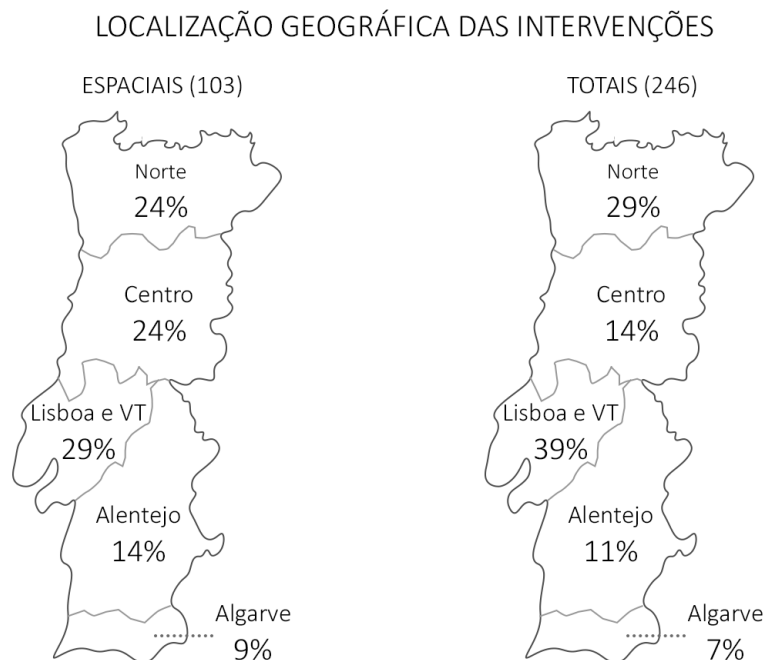 LOCALIZAÇÃO GEOGRÁFICA DAS INTERVENÇÕES
ESPACIAIS (103)
Norte
24%
Centro
24%
Lisboa e VT
29%
Alentejo
14%
Algarve
9%
TOTAIS (246)
Norte
29%
Centro
14%
Lisboa e VT
39%
Alentejo
11%
Algarve
7%